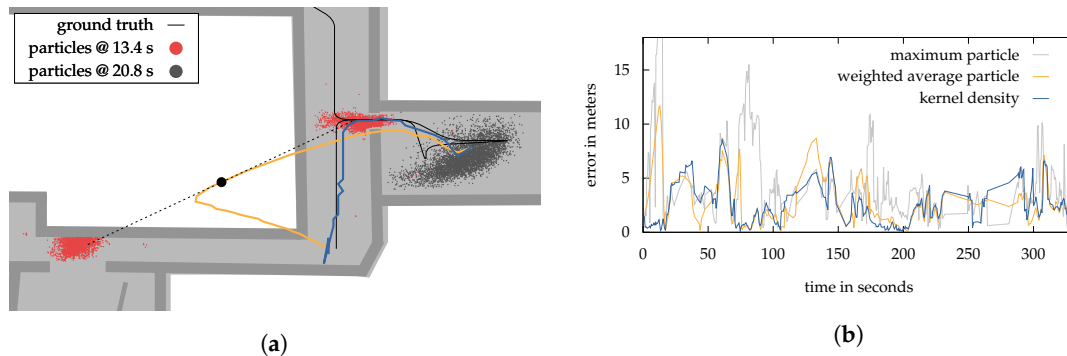 ground truth
particles @ 13.4 s
particles @ 20.8 s
(a)
maximum particle
weighted average particle
kernel density
error in meters
15
10
5
0
0 50 100 150 200 250 300
time in seconds
(b)